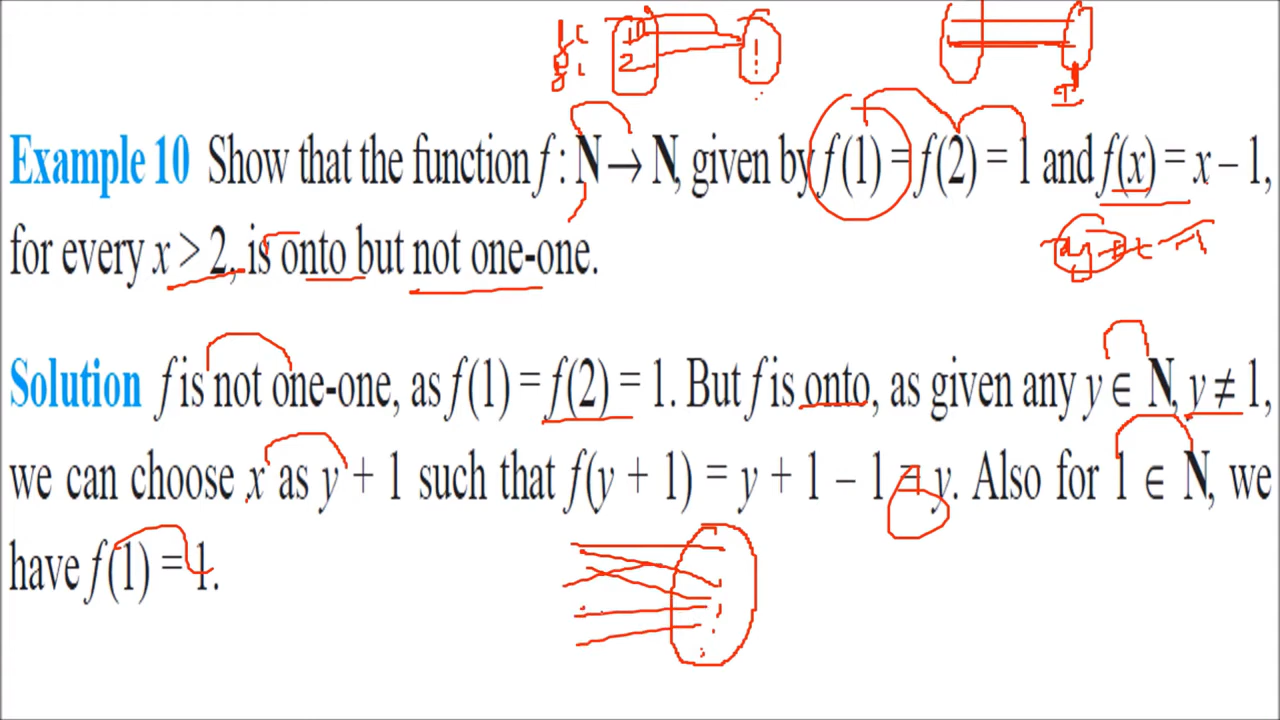 1
2
Example 10 Show that the function f : N → N, given by f (1) = f (2) = 1 and f(x) = x – 1,
for every x > 2, is onto but not one-one.
Solution f is not one-one, as f (1) = f(2) = 1. But f is onto, as given any y ∈ N, y ≠ 1,
we can choose x as y + 1 such that f(y + 1) = y + 1 – 1 = y. Also for 1 ∈ N, we
have f(1) = 1.